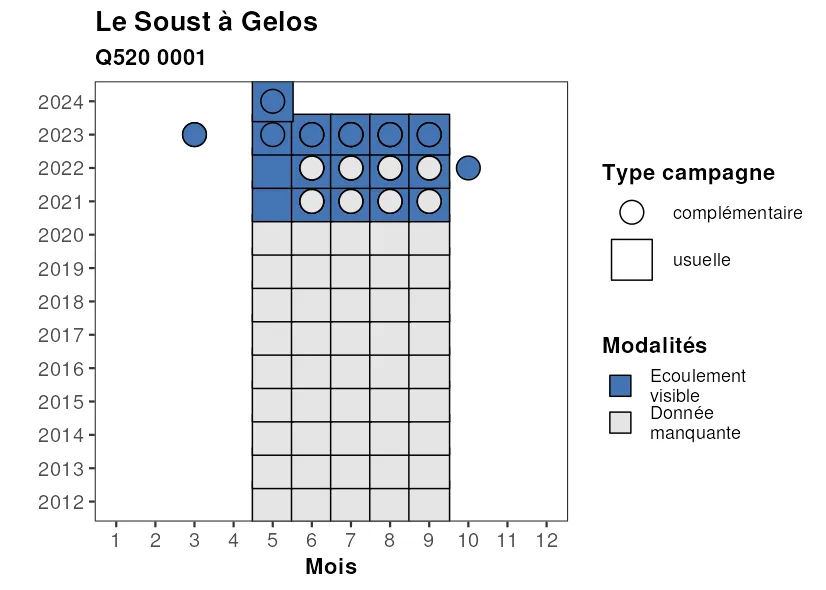 Le Soust à Gelos
Q520 0001
2024
2023
2022
2021
2020
2019
2018
2017
2016
2015
2014
2013
2012
1 2 3 4 5 6 7 8 9 10 11 12
Mois
Type campagne
complémentaire
usuelle
Modalités
Ecoulement
visible
Donnée
manquante